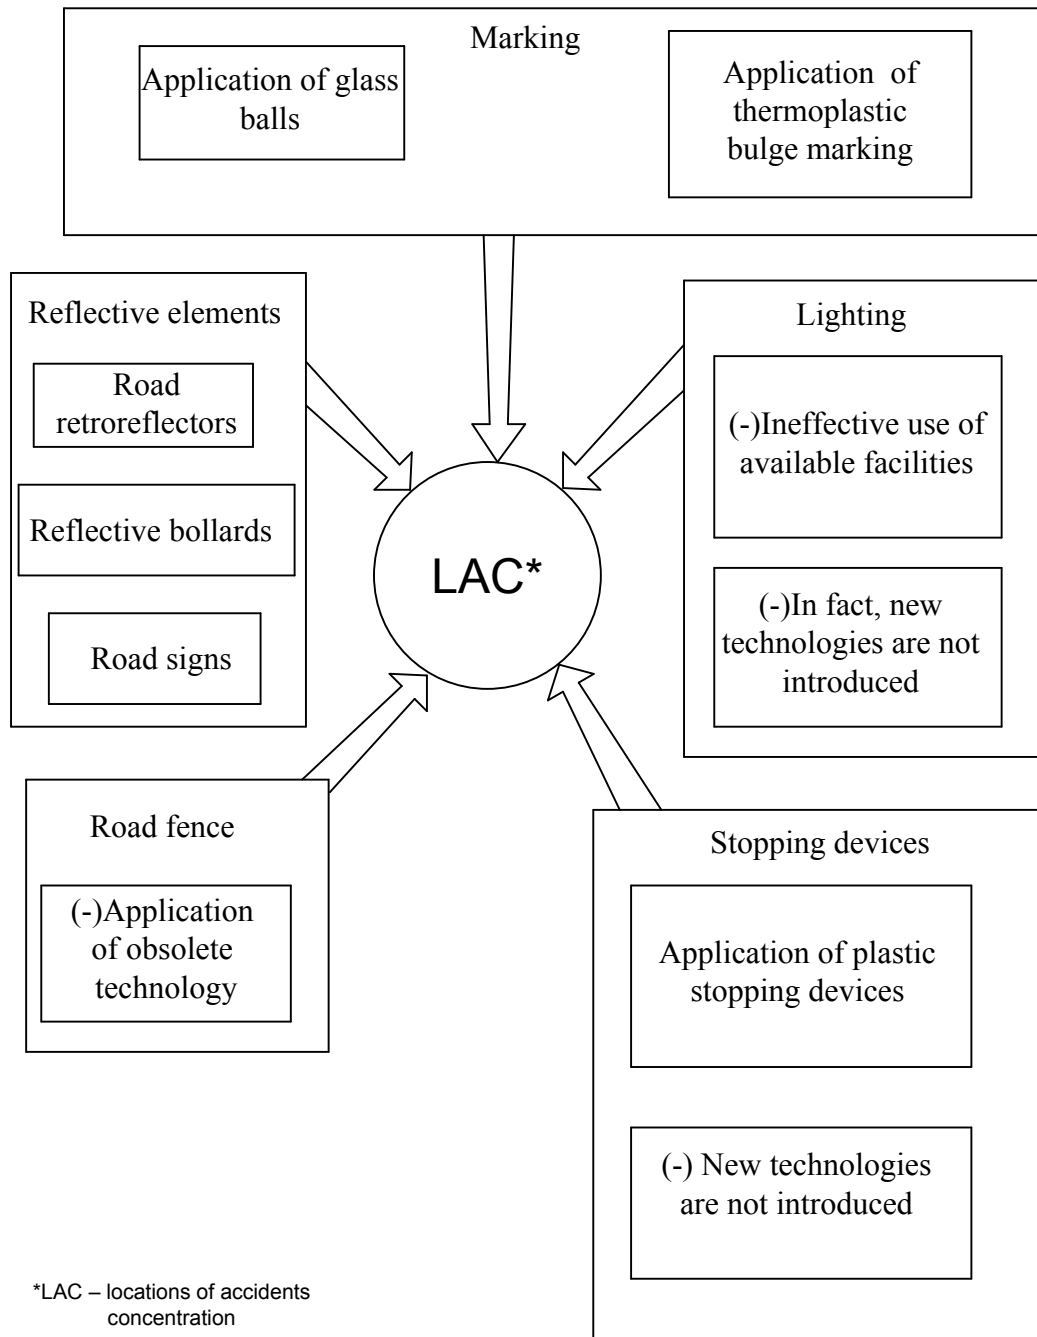 Marking
Application of glass
balls
Application of
thermoplastic
bulge marking
Reflective elements
Road
retroreflectors
Reflective bollards
Road signs
Lighting
(-)Ineffective use of
available facilities
(-)In fact, new
technologies are not
introduced
LAC*
Road fence
(-)Application
of obsolete
technology
Stopping devices
Application of plastic
stopping devices
(-) New technologies
are not introduced
*LAC – locations of accidents
concentration